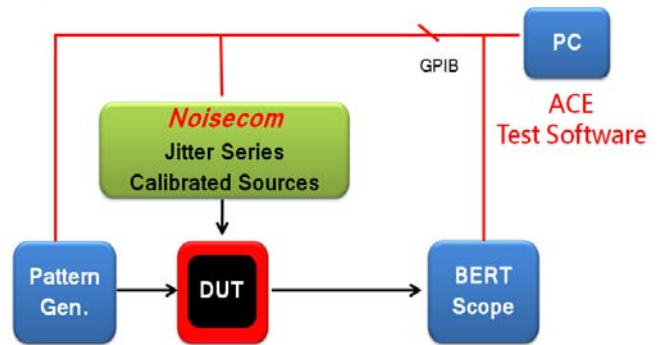 PC
GPIB
ACE
Test Software
Noisecom
Jitter Series
Calibrated Sources
Pattern
Gen.
DUT
BERT
Scope